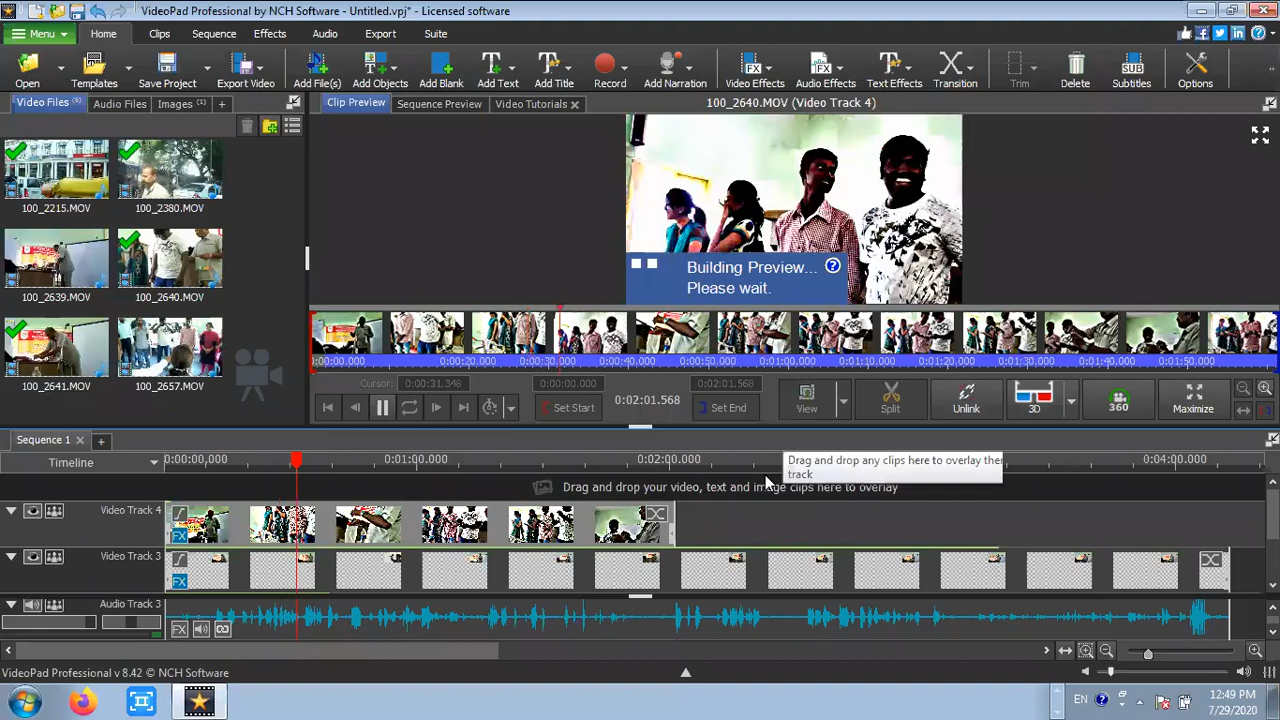 VideoPad Professional by NCH Software - Untitled.vpj* - Licensed software
Menu Home Clips Sequence Effects Audio Export Suite
Open Templates Save Project Export Video Add File(s) Add Objects Add Blank Add Text Add Title Record Add Narration Video Effects Audio Effects Text Effects Transition Trim Delete Subtitles Options
Video Files (6) Audio Files Images (1) +
Clip Preview Sequence Preview Video Tutorials 100_2640.MOV (Video Track 4)
100_2215.MOV 100_2380.MOV
100_2639.MOV 100_2640.MOV
100_2641.MOV 100_2657.MOV
Building Preview...
Please wait.
0:00:00.000 0:00:20.000 0:00:30.000 0:00:40.000 0:00:50.000 0:01:00.000 0:01:10.000 0:01:20.000 0:01:30.000 0:01:40.000 0:01:50.000
Cursor: 0:00:31.348 0:00:00.000 0:02:01.568
Set Start 0:02:01.568 Set End
View Split Unlink 3D 360 Maximize
Sequence 1 +
Timeline 0:00:00,000 0:01:00.000 0:02:00.000 0:04:00.000
Drag and drop any clips here to overlay then
track
Drag and drop your video, text and image clips here to overlay
Video Track 4
FX
Video Track 3
FX
Audio Track 3
FX
VideoPad Professional v 8.42 © NCH Software
EN
12:49 PM
7/29/2020